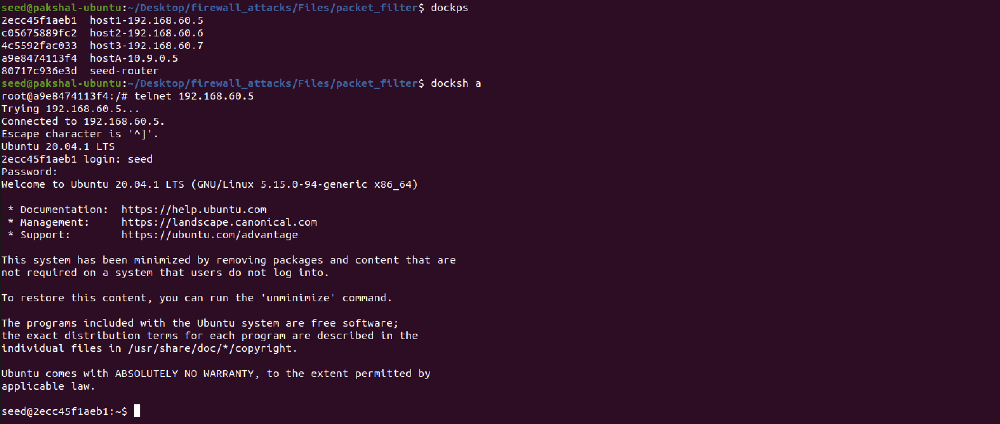 seed@pakshal-ubuntu:~/Desktop/firewall_attacks/Files/packet_filter$ dockps
2ecc45f1aeb1  host1-192.168.60.5
c05675889fc2  host2-192.168.60.6
4c5592fac033  host3-192.168.60.7
a9e8474113f4  hostA-10.9.0.5
80717c936e3d  seed-router
seed@pakshal-ubuntu:~/Desktop/firewall_attacks/Files/packet_filter$ docksh a
root@a9e8474113f4:/# telnet 192.168.60.5
Trying 192.168.60.5...
Connected to 192.168.60.5.
Escape character is '^]'.
Ubuntu 20.04.1 LTS
2ecc45f1aeb1 login: seed
Password:
Welcome to Ubuntu 20.04.1 LTS (GNU/Linux 5.15.0-94-generic x86_64)

 * Documentation:  https://help.ubuntu.com
 * Management:     https://landscape.canonical.com
 * Support:        https://ubuntu.com/advantage

This system has been minimized by removing packages and content that are
not required on a system that users do not log into.

To restore this content, you can run the 'unminimize' command.

The programs included with the Ubuntu system are free software;
the exact distribution terms for each program are described in the
individual files in /usr/share/doc/*/copyright.

Ubuntu comes with ABSOLUTELY NO WARRANTY, to the extent permitted by
applicable law.

seed@2ecc45f1aeb1:~$